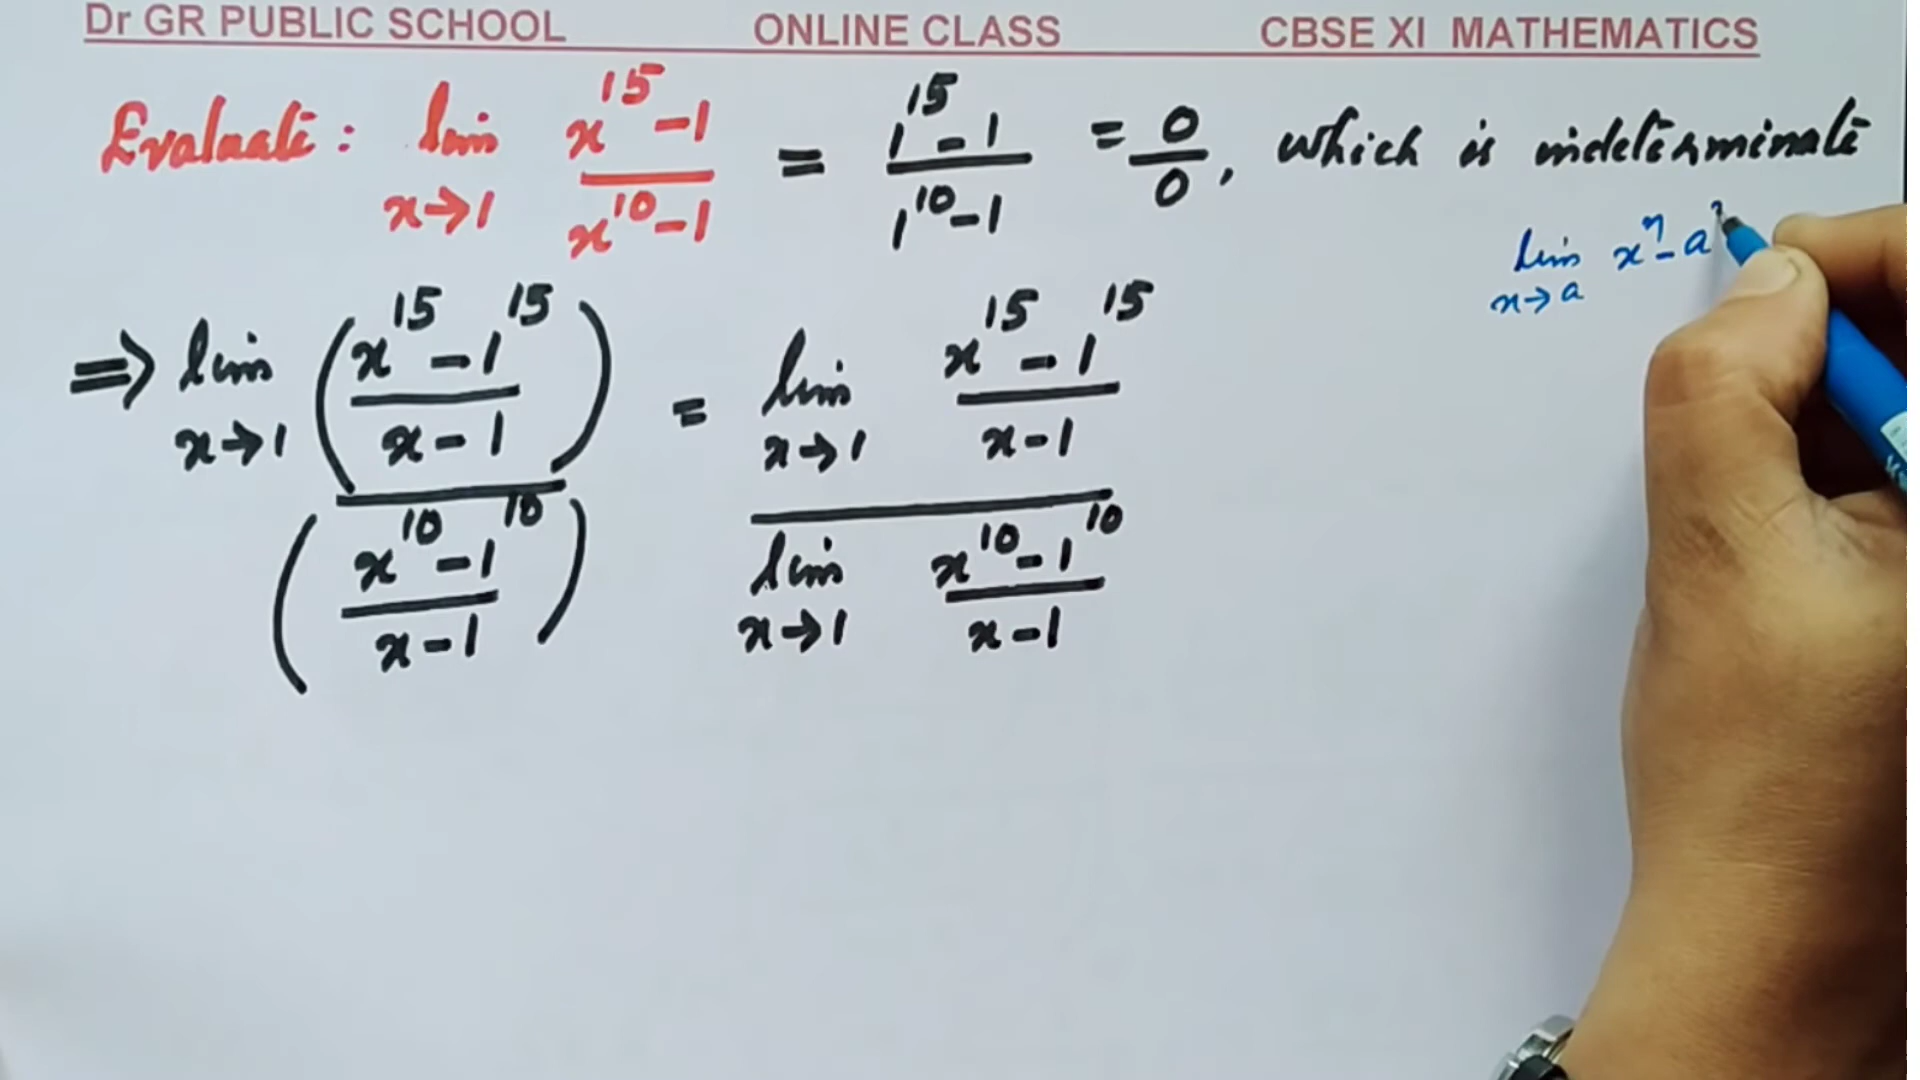 Dr GR PUBLIC SCHOOL ONLINE CLASS CBSE XI MATHEMATICS
Evaluate: lim x→1 (x^15 - 1)/(x^10 - 1) = (1^15 - 1)/(1^10 - 1) = 0/0, which is indeterminate
lim x→a x^n - a
⇒ lim x→1 ((x^15 - 1^15)/(x - 1))/((x^10 - 1^10)/(x - 1)) = lim x→1 (x^15 - 1^15)/(x - 1) / lim x→1 (x^10 - 1^10)/(x - 1)